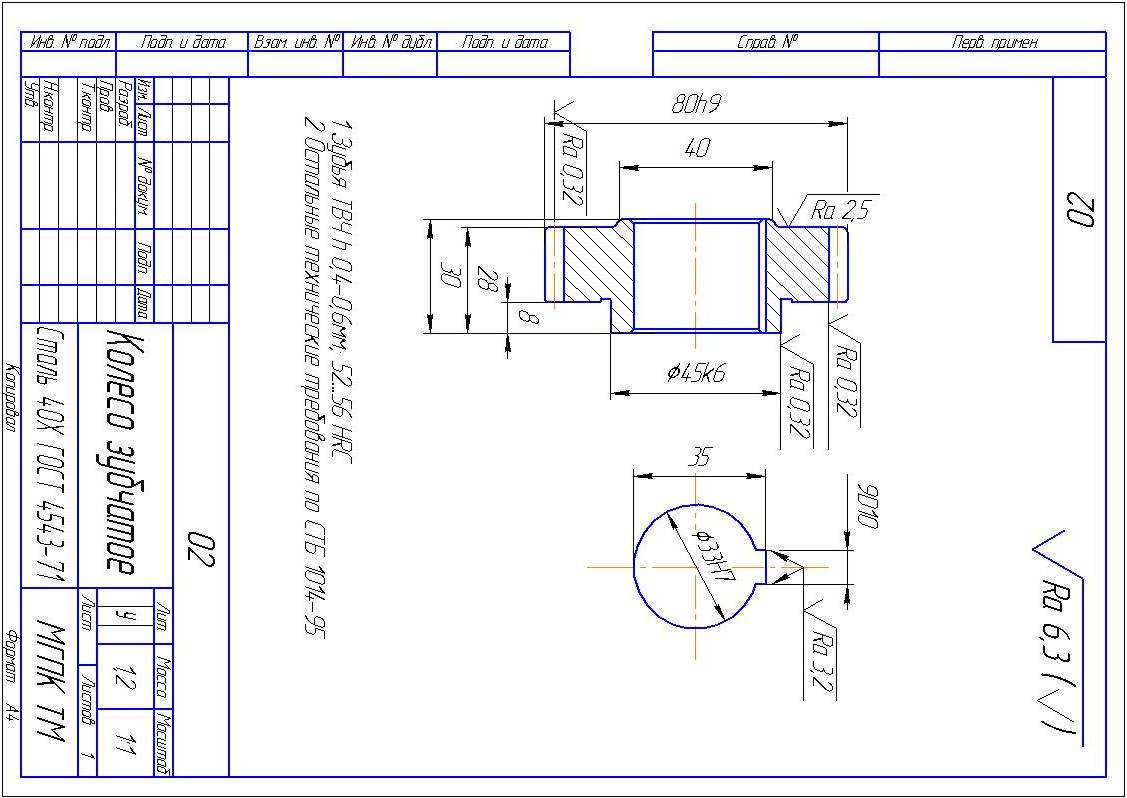 02
Перв. примен.
Справ. №
Подп. и дата
Инв. № дубл.
Взам. инв. №
Подп. и дата
Инв. № подл.
Ra 6,3 (√)
80h9
40
Ra 0,32
Ra 2,5
28
30
8
Ra 0,32
Ra 0,32
ϕ45k6
35
9D10
ϕ33H7
Ra 3,2
1.Зубья ТВЧ h 0,4-0,6мм; 52...56 HRC
2 Остальные технические требования по СТБ 1014-95
02
Изм. Лист № докум. Подп. Дата
Разраб
Пров
Т.контр
Н.контр
Утв.
Колесо зубчатое
Лит Масса Масштаб
У 1,2 1:1
Лист Листов 1
Сталь 40Х ГОСТ 4543-71
МГПК ТМ
Копировал
Формат А4